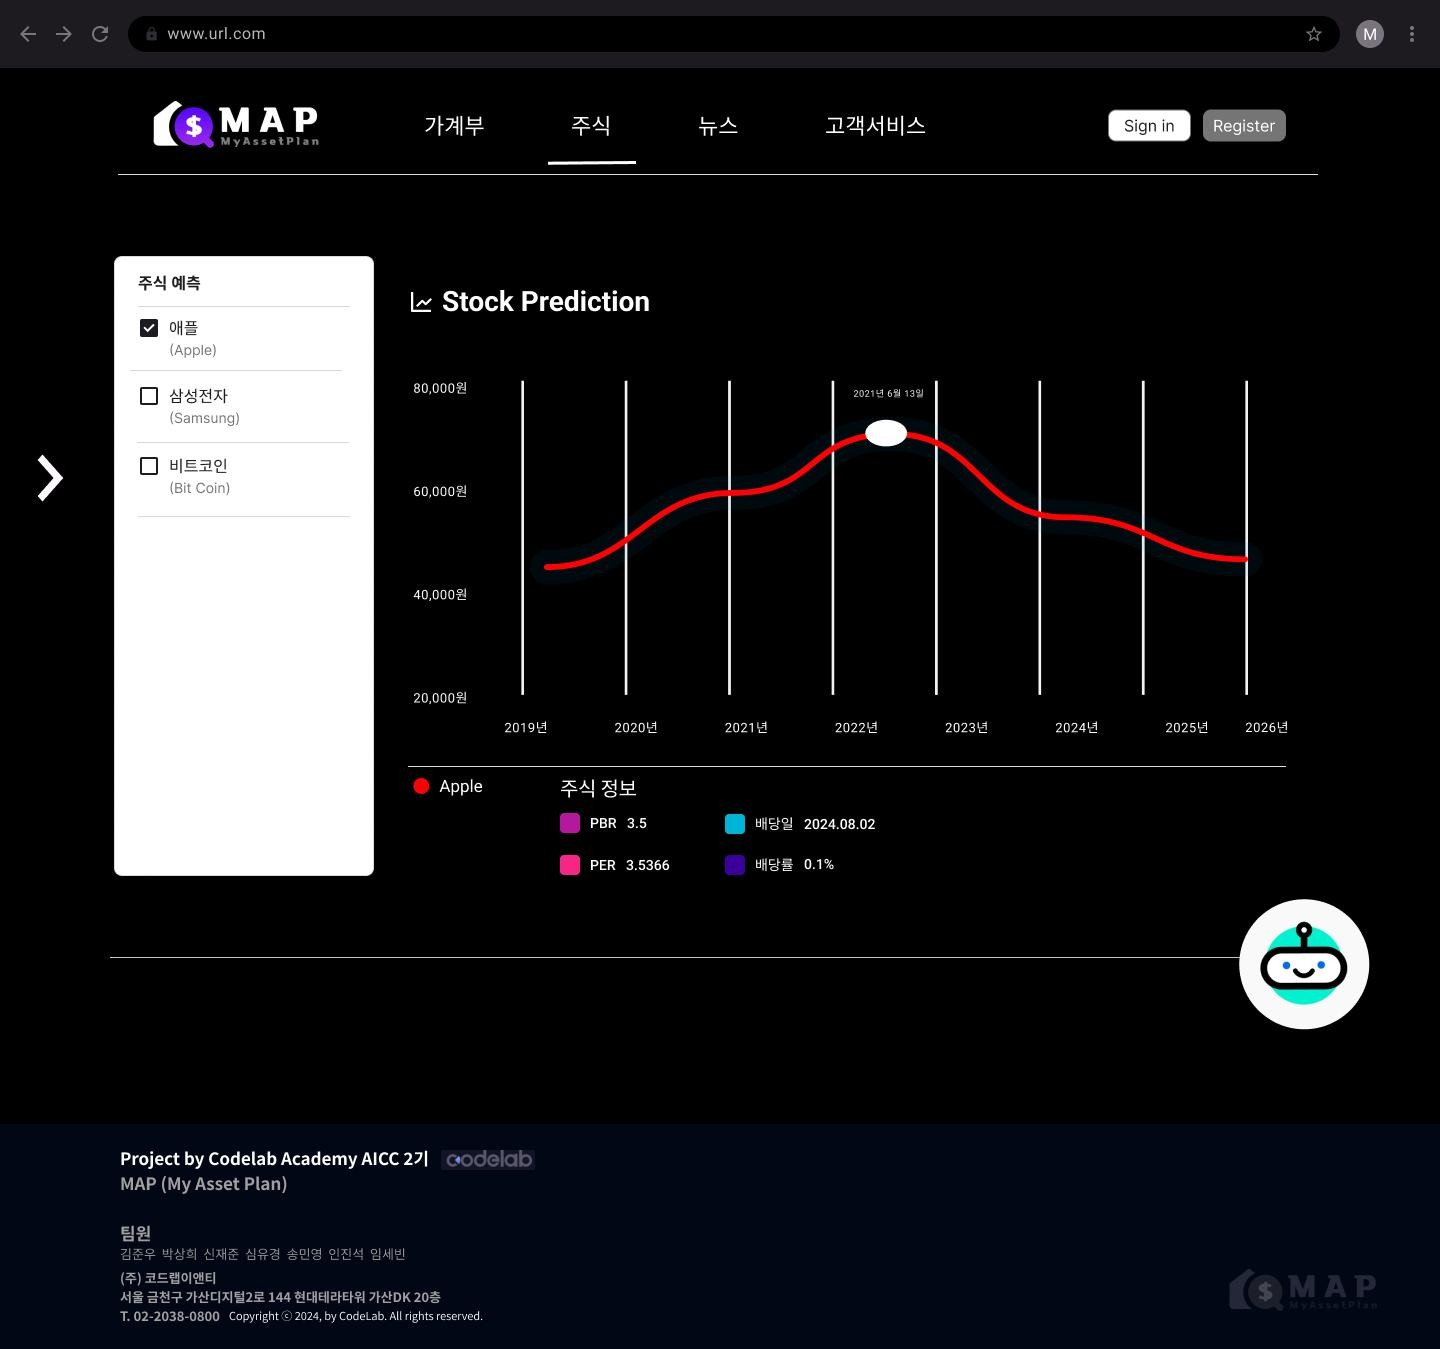 www.url.com
M
MAP
MyAssetPlan
가계부
주식
뉴스
고객서비스
Sign in
Register
주식 예측
애플
(Apple)
삼성전자
(Samsung)
비트코인
(Bit Coin)
Stock Prediction
80,000원
2021년 6월 13일
60,000원
40,000원
20,000원
2019년 2020년 2021년 2022년 2023년 2024년 2025년 2026년
Apple
주식 정보
PBR 3.5
배당일 2024.08.02
PER 3.5366
배당률 0.1%
Project by Codelab Academy AICC 2기 codelab
MAP (My Asset Plan)
팀원
김준우 박상희 신재준 심유경 송민영 인진석 임세빈
(주) 코드랩이앤티
서울 금천구 가산디지털2로 144 현대테라타워 가산DK 20층
T. 02-2038-0800 Copyright ⓒ 2024, by CodeLab. All rights reserved.
MAP
MyAssetPlan